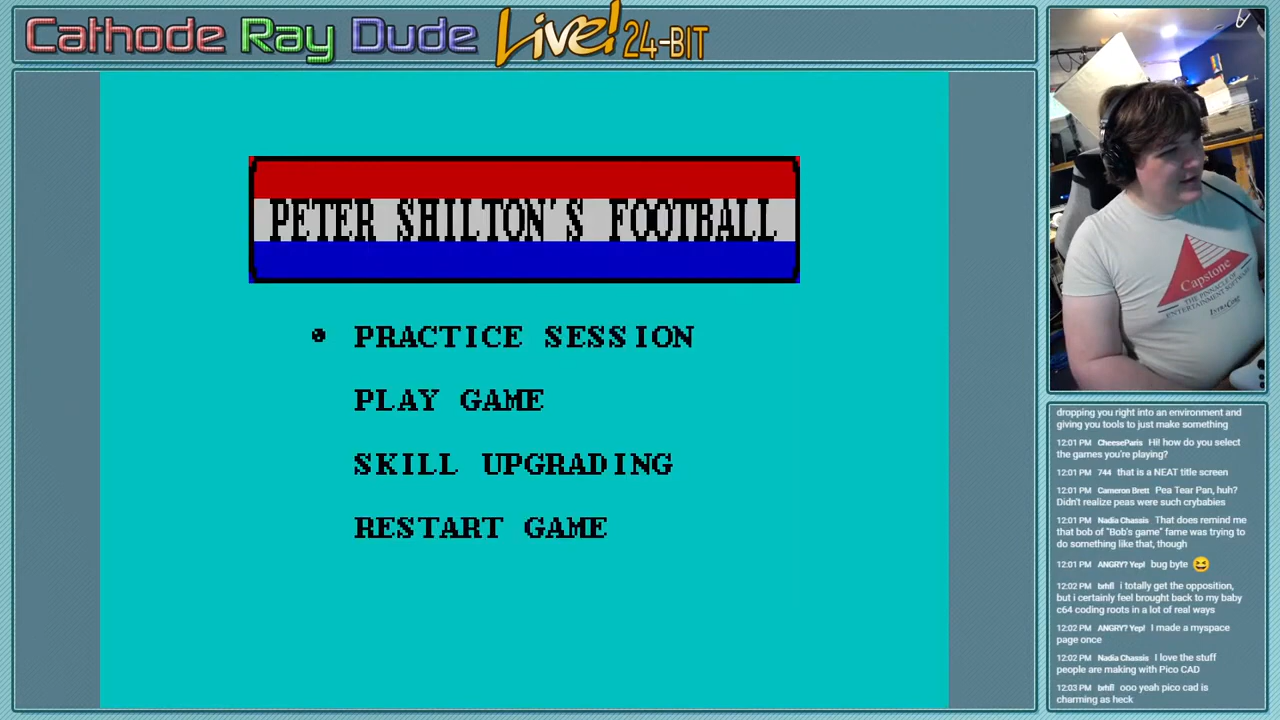 Cathode Ray Dude Live! 24-BIT
PETER SHILTON'S FOOTBALL
PRACTICE SESSION
PLAY GAME
SKILL UPGRADING
RESTART GAME
Capstone
THE PINNACLE OF
ENTERTAINMENT SOFTWARE
IntraCorp
dropping you right into an environment and
giving you tools to just make something
12:01 PM CheeseParis Hi! how do you select
the games you're playing?
12:01 PM 744 that is a NEAT title screen
12:01 PM Cameron Brett Pea Tear Pan, huh?
Didn't realize peas were such crybabies
12:01 PM Nadia Chassis That does remind me
that bob of "Bob's game" fame was trying to
do something like that, though
12:01 PM ANGRY? Yep! bug byte 😆
12:02 PM brhfl i totally get the opposition,
but i certainly feel brought back to my baby
c64 coding roots in a lot of real ways
12:02 PM ANGRY? Yep! I made a myspace
page once
12:02 PM Nadia Chassis I love the stuff
people are making with Pico CAD
12:03 PM brhfl ooo yeah pico cad is
charming as heck